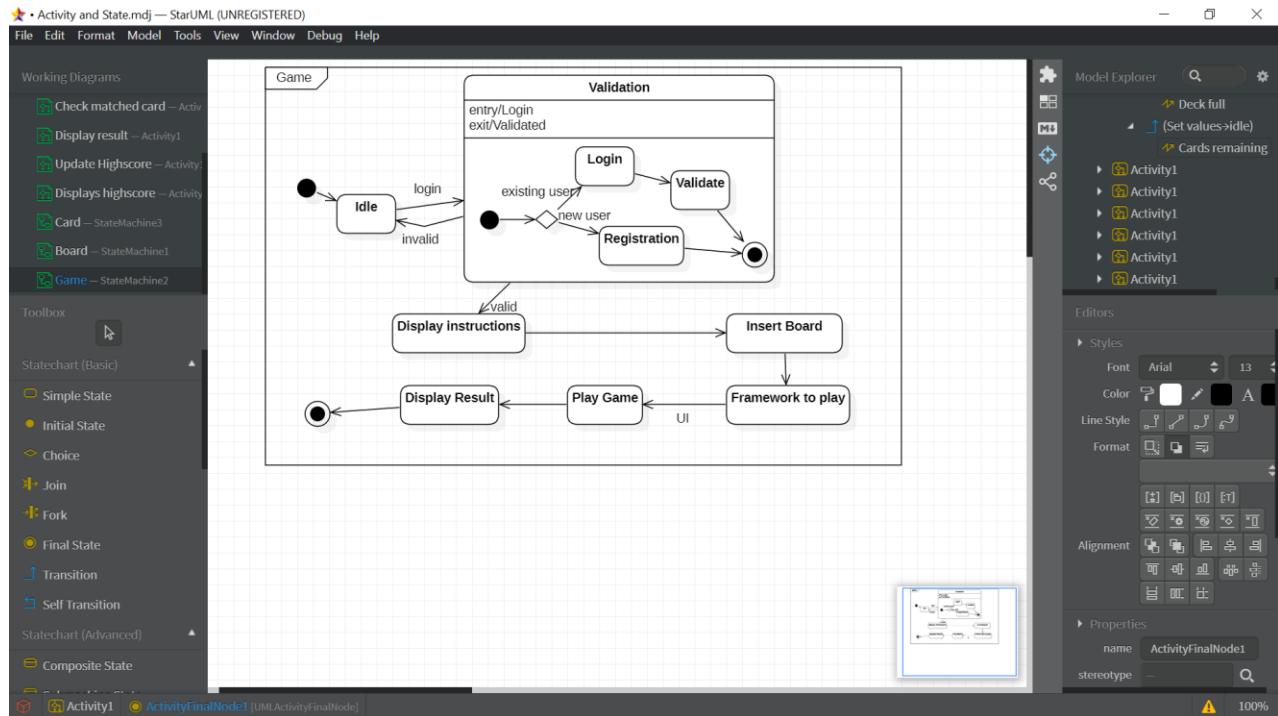 • Activity and State.mdj — StarUML (UNREGISTERED)
File Edit Format Model Tools View Window Debug Help
Working Diagrams
Check matched card — Activ
Display result — Activity1
Update Highscore — Activity
Displays highscore — Activity
Card — StateMachine3
Board — StateMachine1
Game — StateMachine2
Toolbox
Statechart (Basic)
Simple State
Initial State
Choice
Join
Fork
Final State
Transition
Self Transition
Statechart (Advanced)
Composite State
Game
Validation
entry/Login
exit/Validated
Login
existing user
Validate
login
Idle
new user
invalid
Registration
valid
Display instructions
Insert Board
Display Result
Play Game
Framework to play
UI
M
Model Explorer
Deck full
(Set values→idle)
Cards remaining
Activity1
Activity1
Activity1
Activity1
Activity1
Activity1
Editors
Styles
Font Arial 13
Color A
Line Style
Format
Alignment
Properties
name ActivityFinalNode1
stereotype —
Activity1 ActivityFinalNode1 [UMLActivityFinalNode]
100%